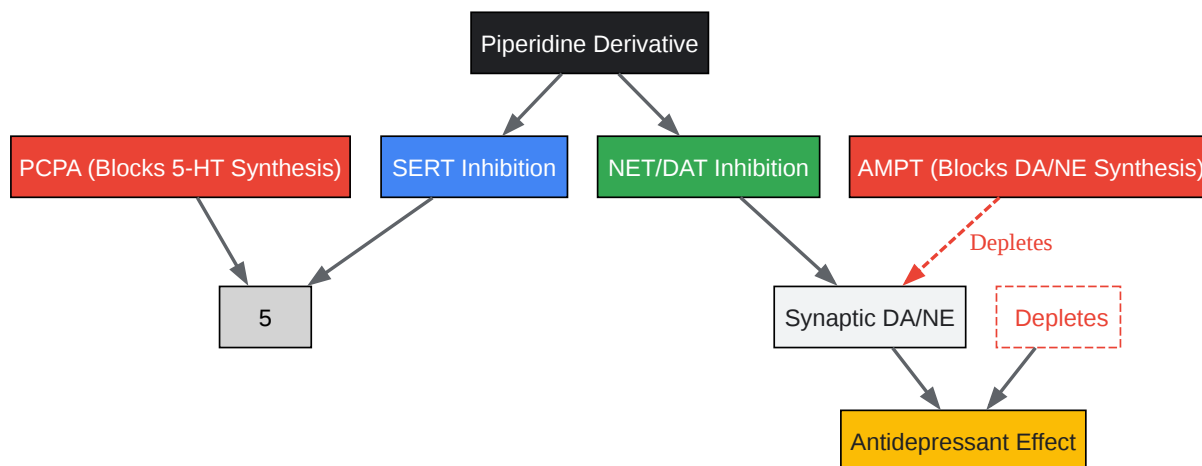 Piperidine Derivative
PCPA (Blocks 5-HT Synthesis)
SERT Inhibition
NET/DAT Inhibition
AMPT (Blocks DA/NE Synthesis)
Depletes
5
Synaptic DA/NE
Depletes
Antidepressant Effect